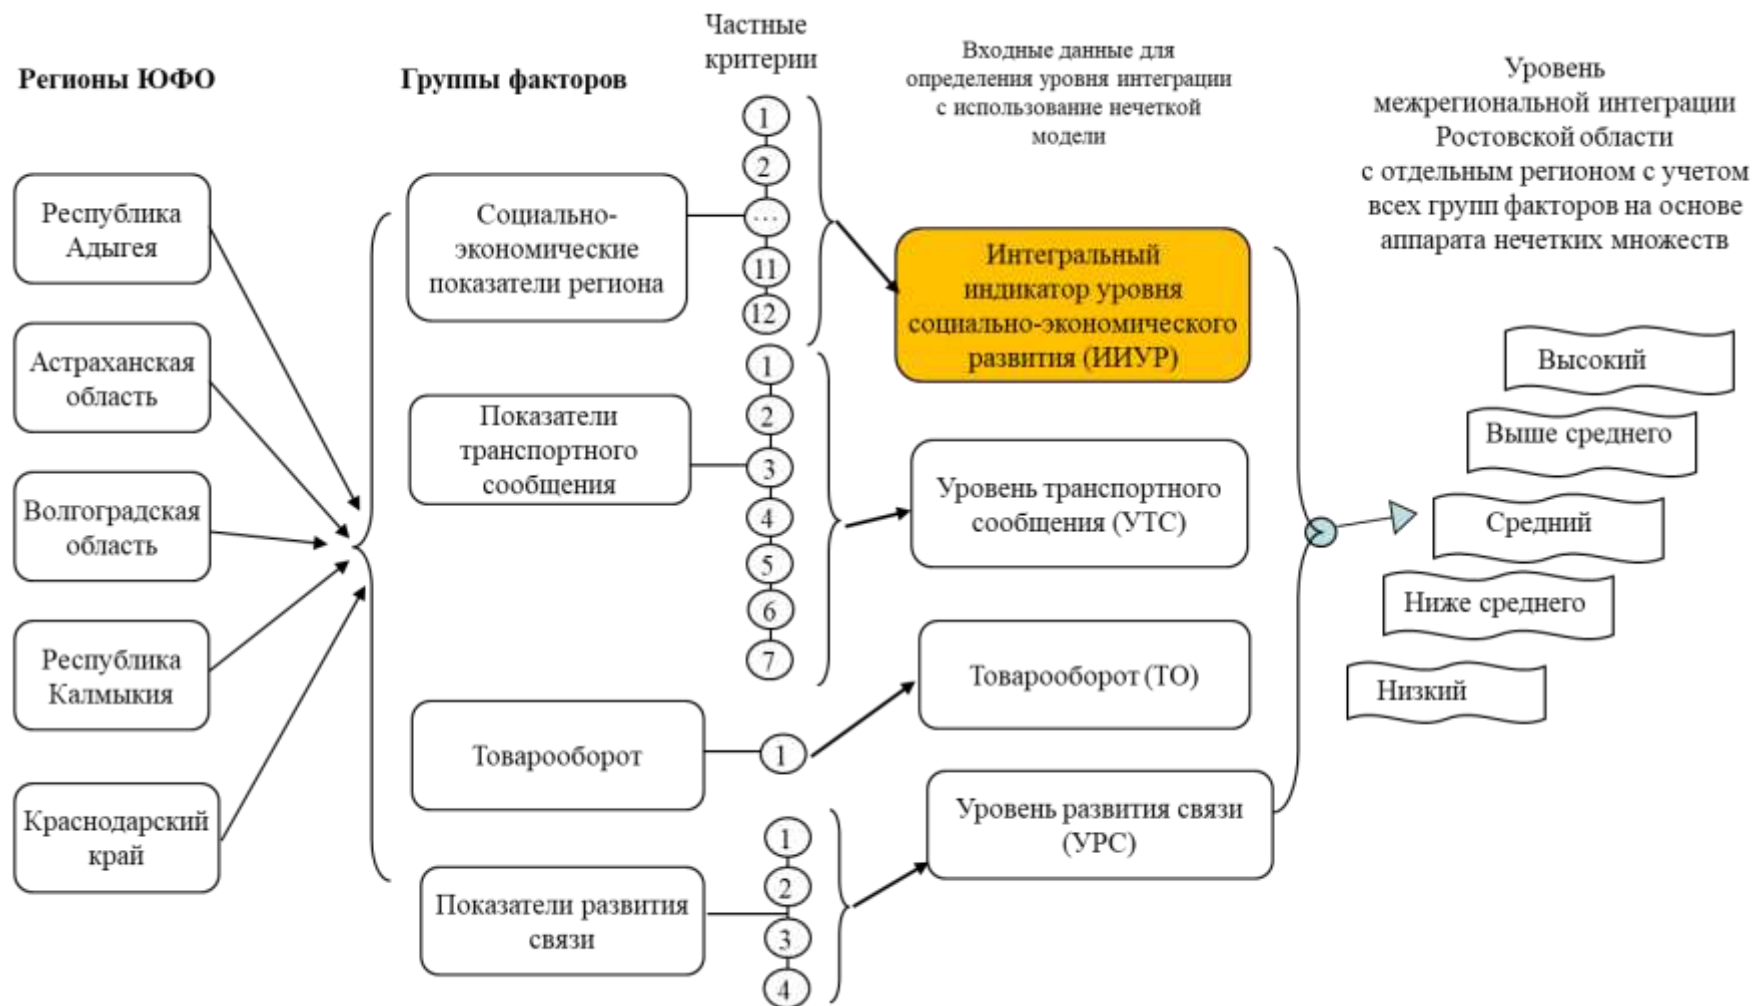 Регионы ЮФО
Республика
Адыгея
Астраханская
область
Волгоградская
область
Республика
Калмыкия
Краснодарский
край
Группы факторов
Социально-
экономические
показатели региона
Показатели
транспортного
сообщения
Товарооборот
Показатели развития
связи
Частные
критерии
1
2
...
11
12
1
2
3
4
5
6
7
1
1
2
3
4
Входные данные для
определения уровня интеграции
с использование нечеткой
модели
Интегральный
индикатор уровня
социально-экономического
развития (ИИУР)
Уровень транспортного
сообщения (УТС)
Товарооборот (ТО)
Уровень развития связи
(УРС)
Уровень
межрегиональной интеграции
Ростовской области
с отдельным регионом с учетом
всех групп факторов на основе
аппарата нечетких множеств
Высокий
Выше среднего
Средний
Ниже среднего
Низкий